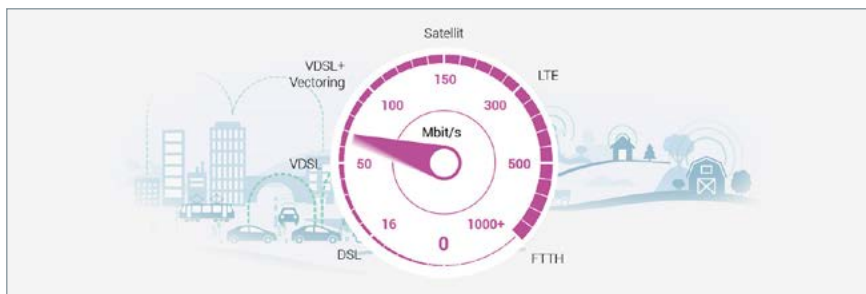 Satellit
VDSL+
Vectoring
LTE
150
100
300
Mbit/s
VDSL
50
500
16
1000+
0
DSL
FTTH